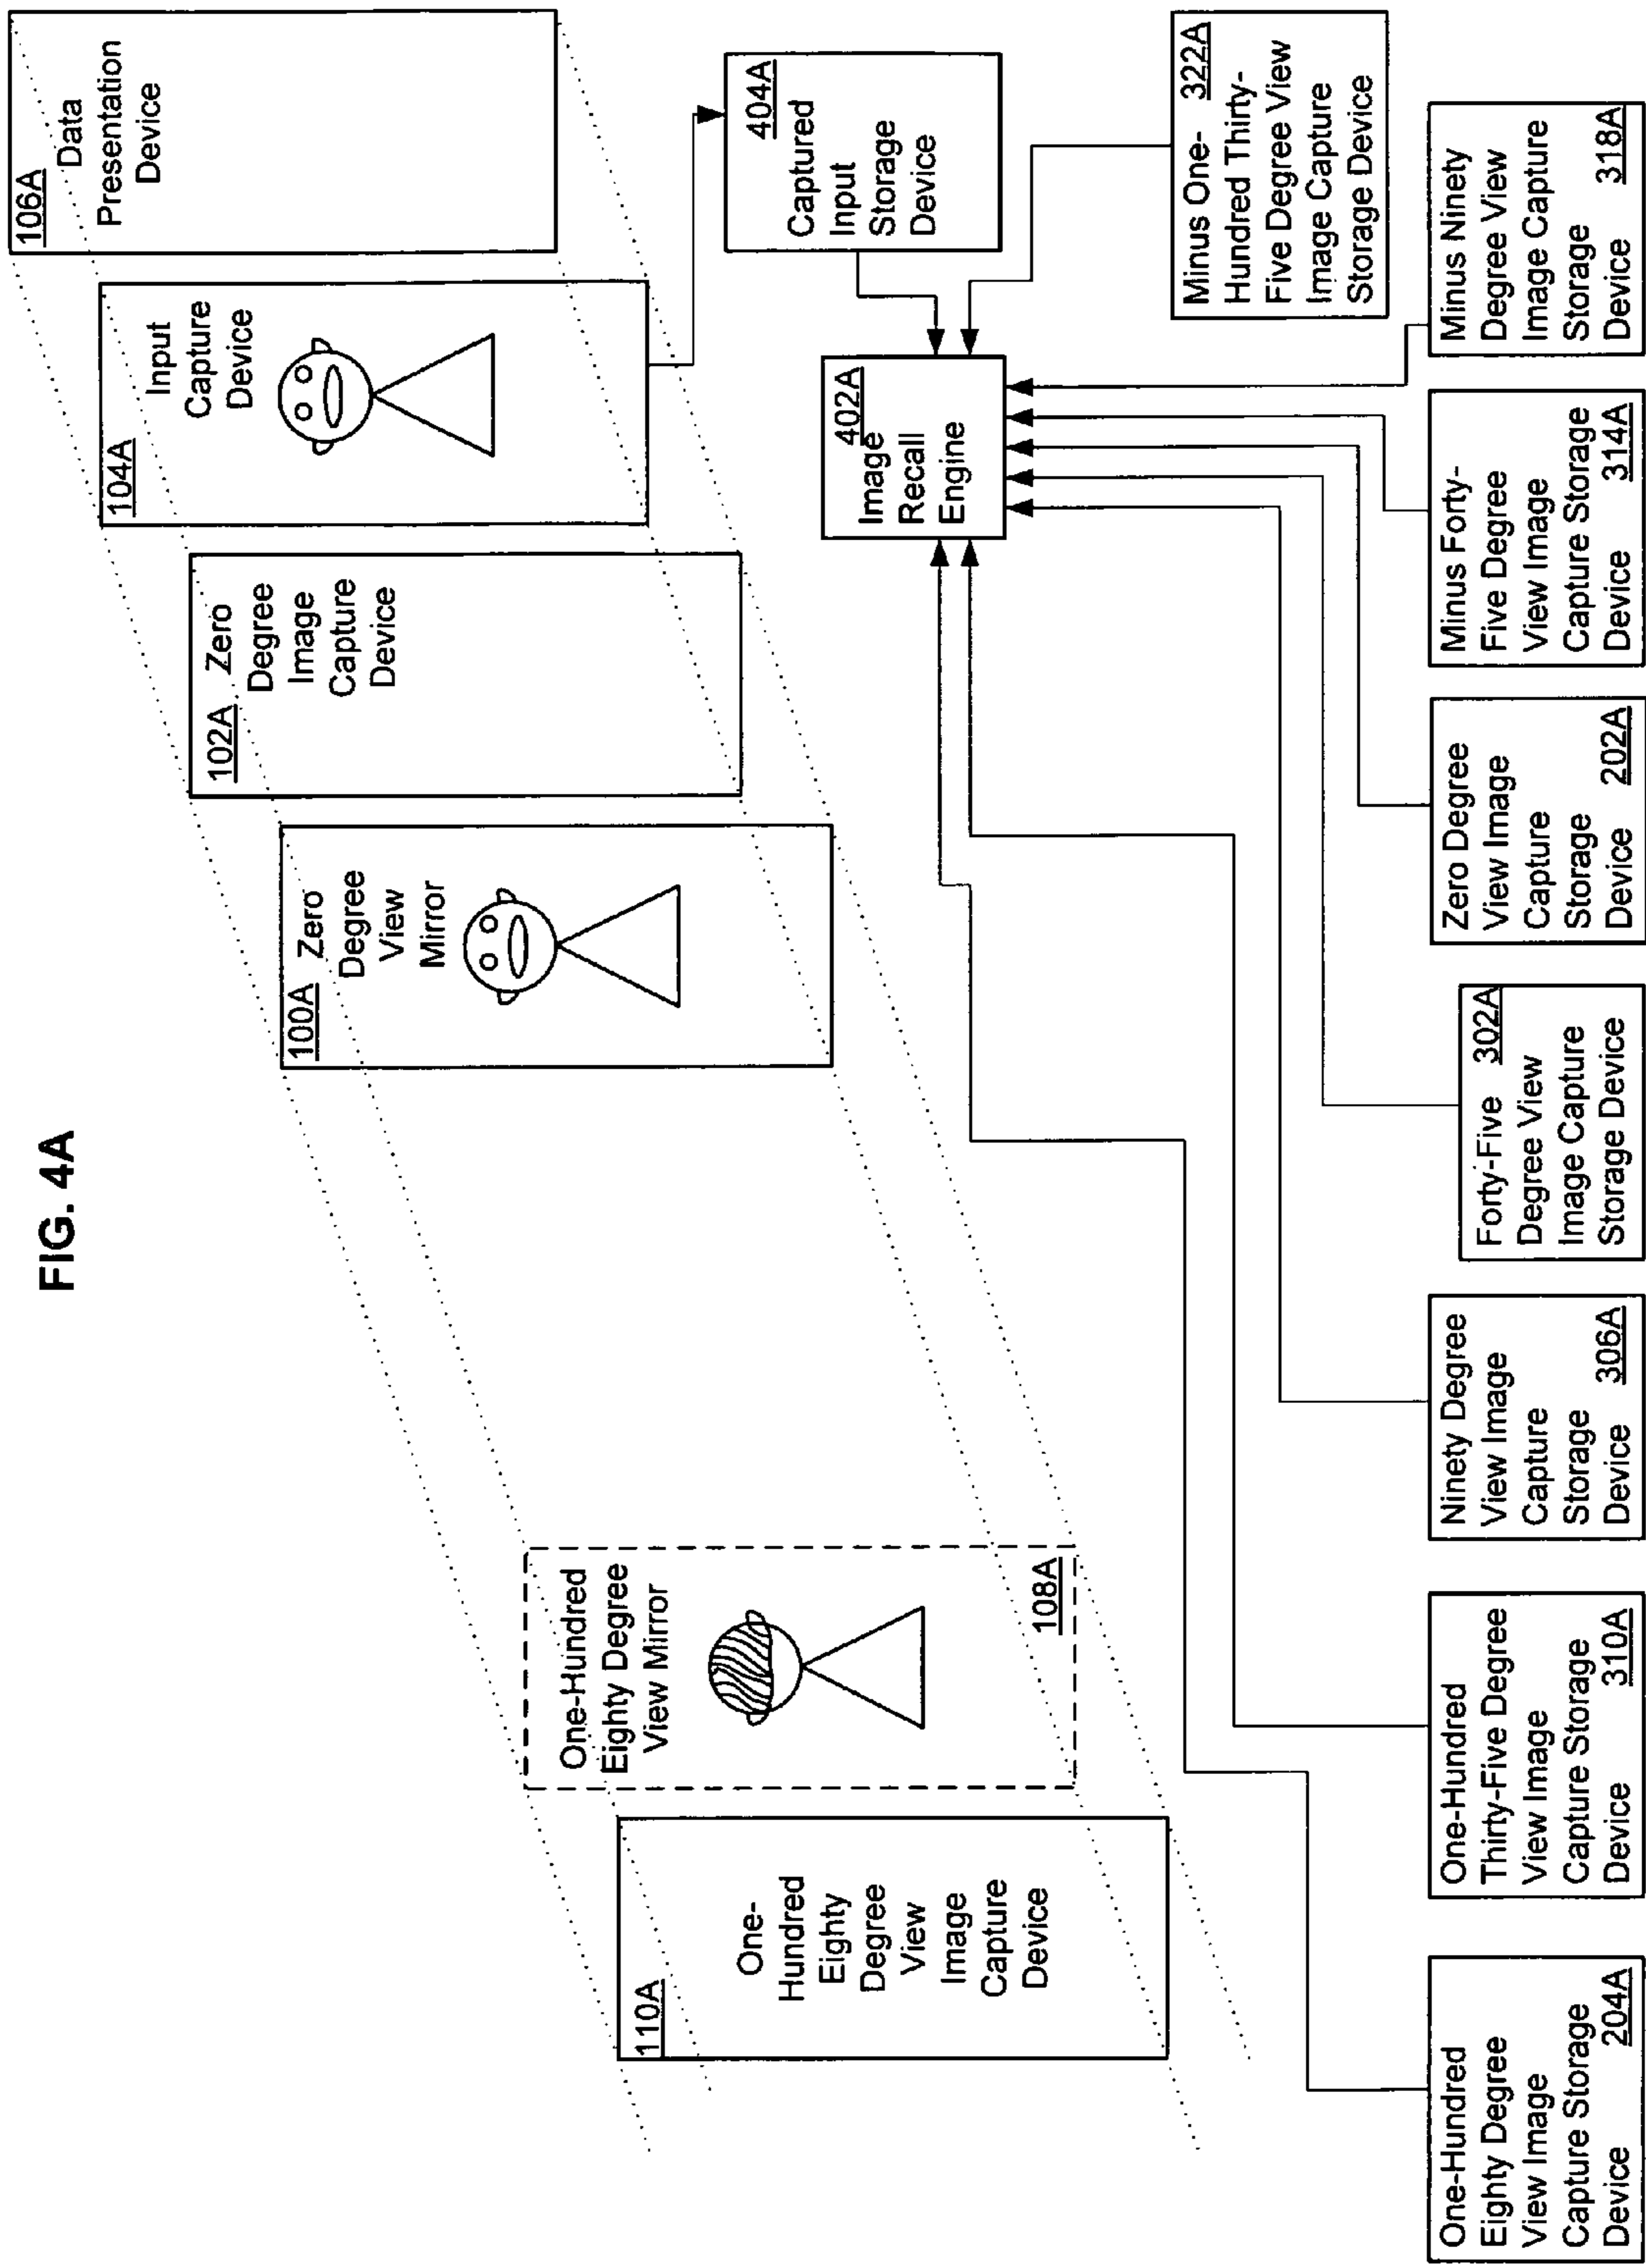 FIG. 4A
106A
Data
Presentation
Device
104A
Input
Capture
Device
102A Zero
Degree
Image
Capture
Device
100A Zero
Degree
View
Mirror
One-Hundred
Eighty Degree
View Mirror
108A
110A
One-
Hundred
Eighty
Degree
View
Image
Capture
Device
404A
Captured
Input
Storage
Device
402A
Image
Recall
Engine
Minus One- 322A
Hundred Thirty-
Five Degree View
Image Capture
Storage Device
One-Hundred
Eighty Degree
View Image
Capture Storage
Device 204A
One-Hundred
Thirty-Five Degree
View Image
Capture Storage
Device 310A
Ninety Degree
View Image
Capture
Storage
Device 306A
Forty-Five 302A
Degree View
Image Capture
Storage Device
Zero Degree
View Image
Capture
Storage
Device 202A
Minus Forty-
Five Degree
View Image
Capture Storage
Device 314A
Minus Ninety
Degree View
Image Capture
Storage
Device 318A